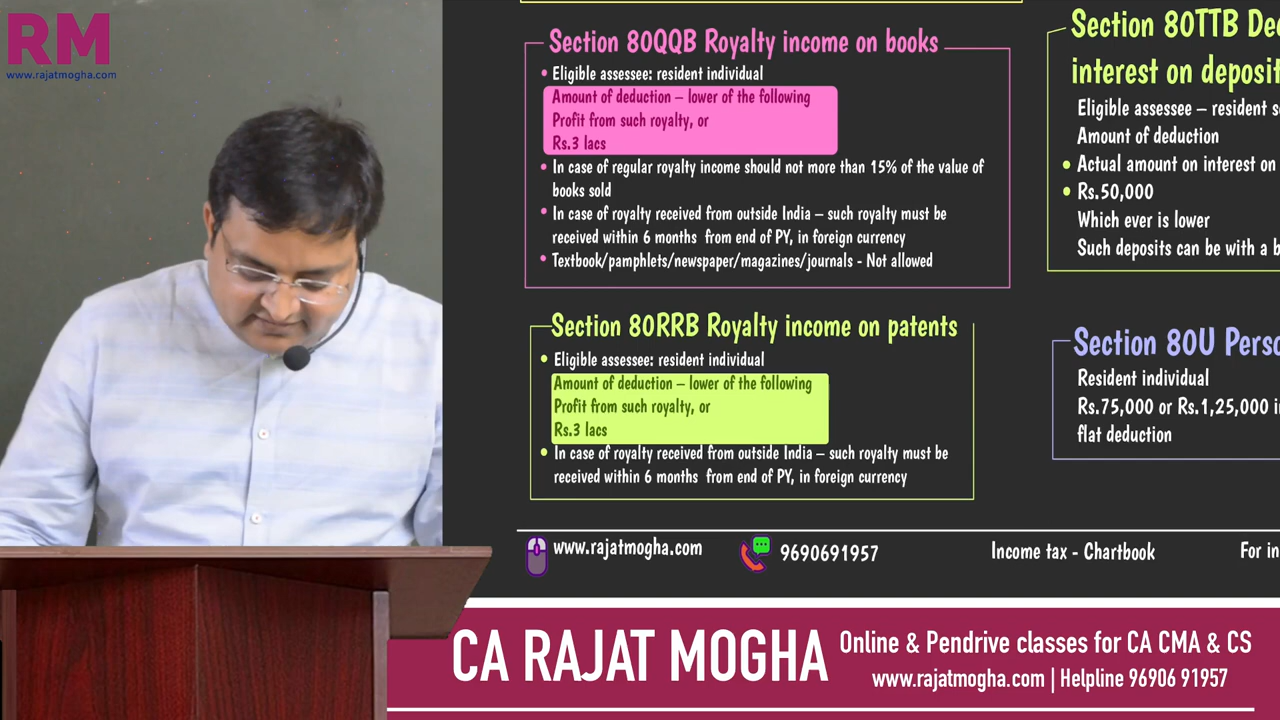 RM
www.rajatmogha.com
Section 80QQB Royalty income on books
• Eligible assessee: resident individual
Amount of deduction – lower of the following
Profit from such royalty, or
Rs.3 lacs
• In case of regular royalty income should not more than 15% of the value of
books sold
• In case of royalty received from outside India – such royalty must be
received within 6 months from end of PY, in foreign currency
• Textbook/pamphlets/newspaper/magazines/journals - Not allowed
Section 80RRB Royalty income on patents
• Eligible assessee: resident individual
Amount of deduction – lower of the following
Profit from such royalty, or
Rs.3 lacs
• In case of royalty received from outside India – such royalty must be
received within 6 months from end of PY, in foreign currency
Section 80TTB
interest on
Eligible assessee – resident
Amount of deduction
• Actual amount on interest on
• Rs.50,000
Which ever is lower
Such deposits can be with a
Section 80U
Resident individual
Rs.75,000 or Rs.1,25,000
flat deduction
www.rajatmogha.com
9690691957
Income tax - Chartbook
For
CA RAJAT MOGHA
Online & Pendrive classes for CA CMA & CS
www.rajatmogha.com | Helpline 96906 91957